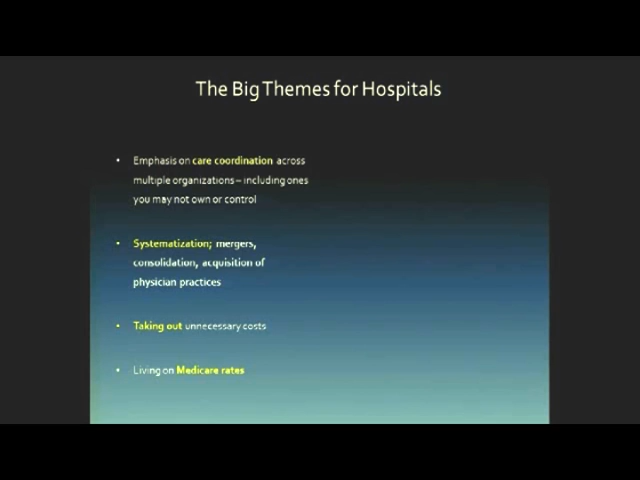 The Big Themes for Hospitals
• Emphasis on care coordination across
multiple organizations – including ones
you may not own or control
• Systematization; mergers,
consolidation, acquisition of
physician practices
• Taking out unnecessary costs
• Living on Medicare rates